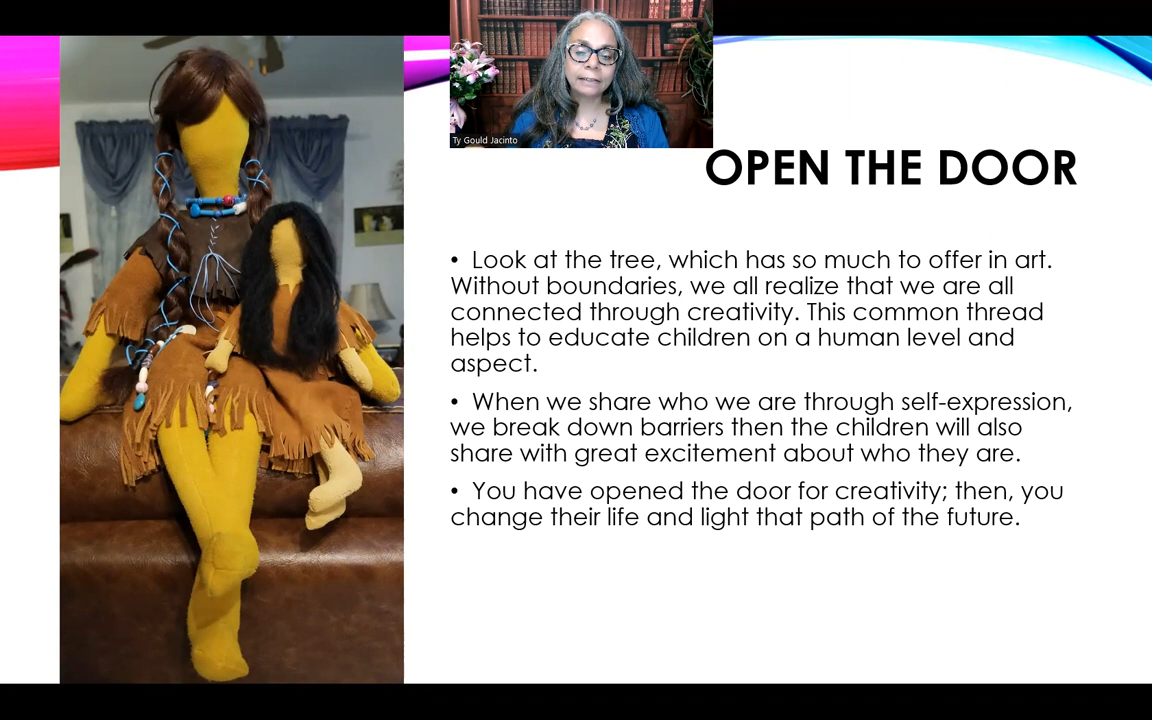 Ty Gould Jacinto
OPEN THE DOOR
• Look at the tree, which has so much to offer in art.
Without boundaries, we all realize that we are all
connected through creativity. This common thread
helps to educate children on a human level and
aspect.
• When we share who we are through self-expression,
we break down barriers then the children will also
share with great excitement about who they are.
• You have opened the door for creativity; then, you
change their life and light that path of the future.